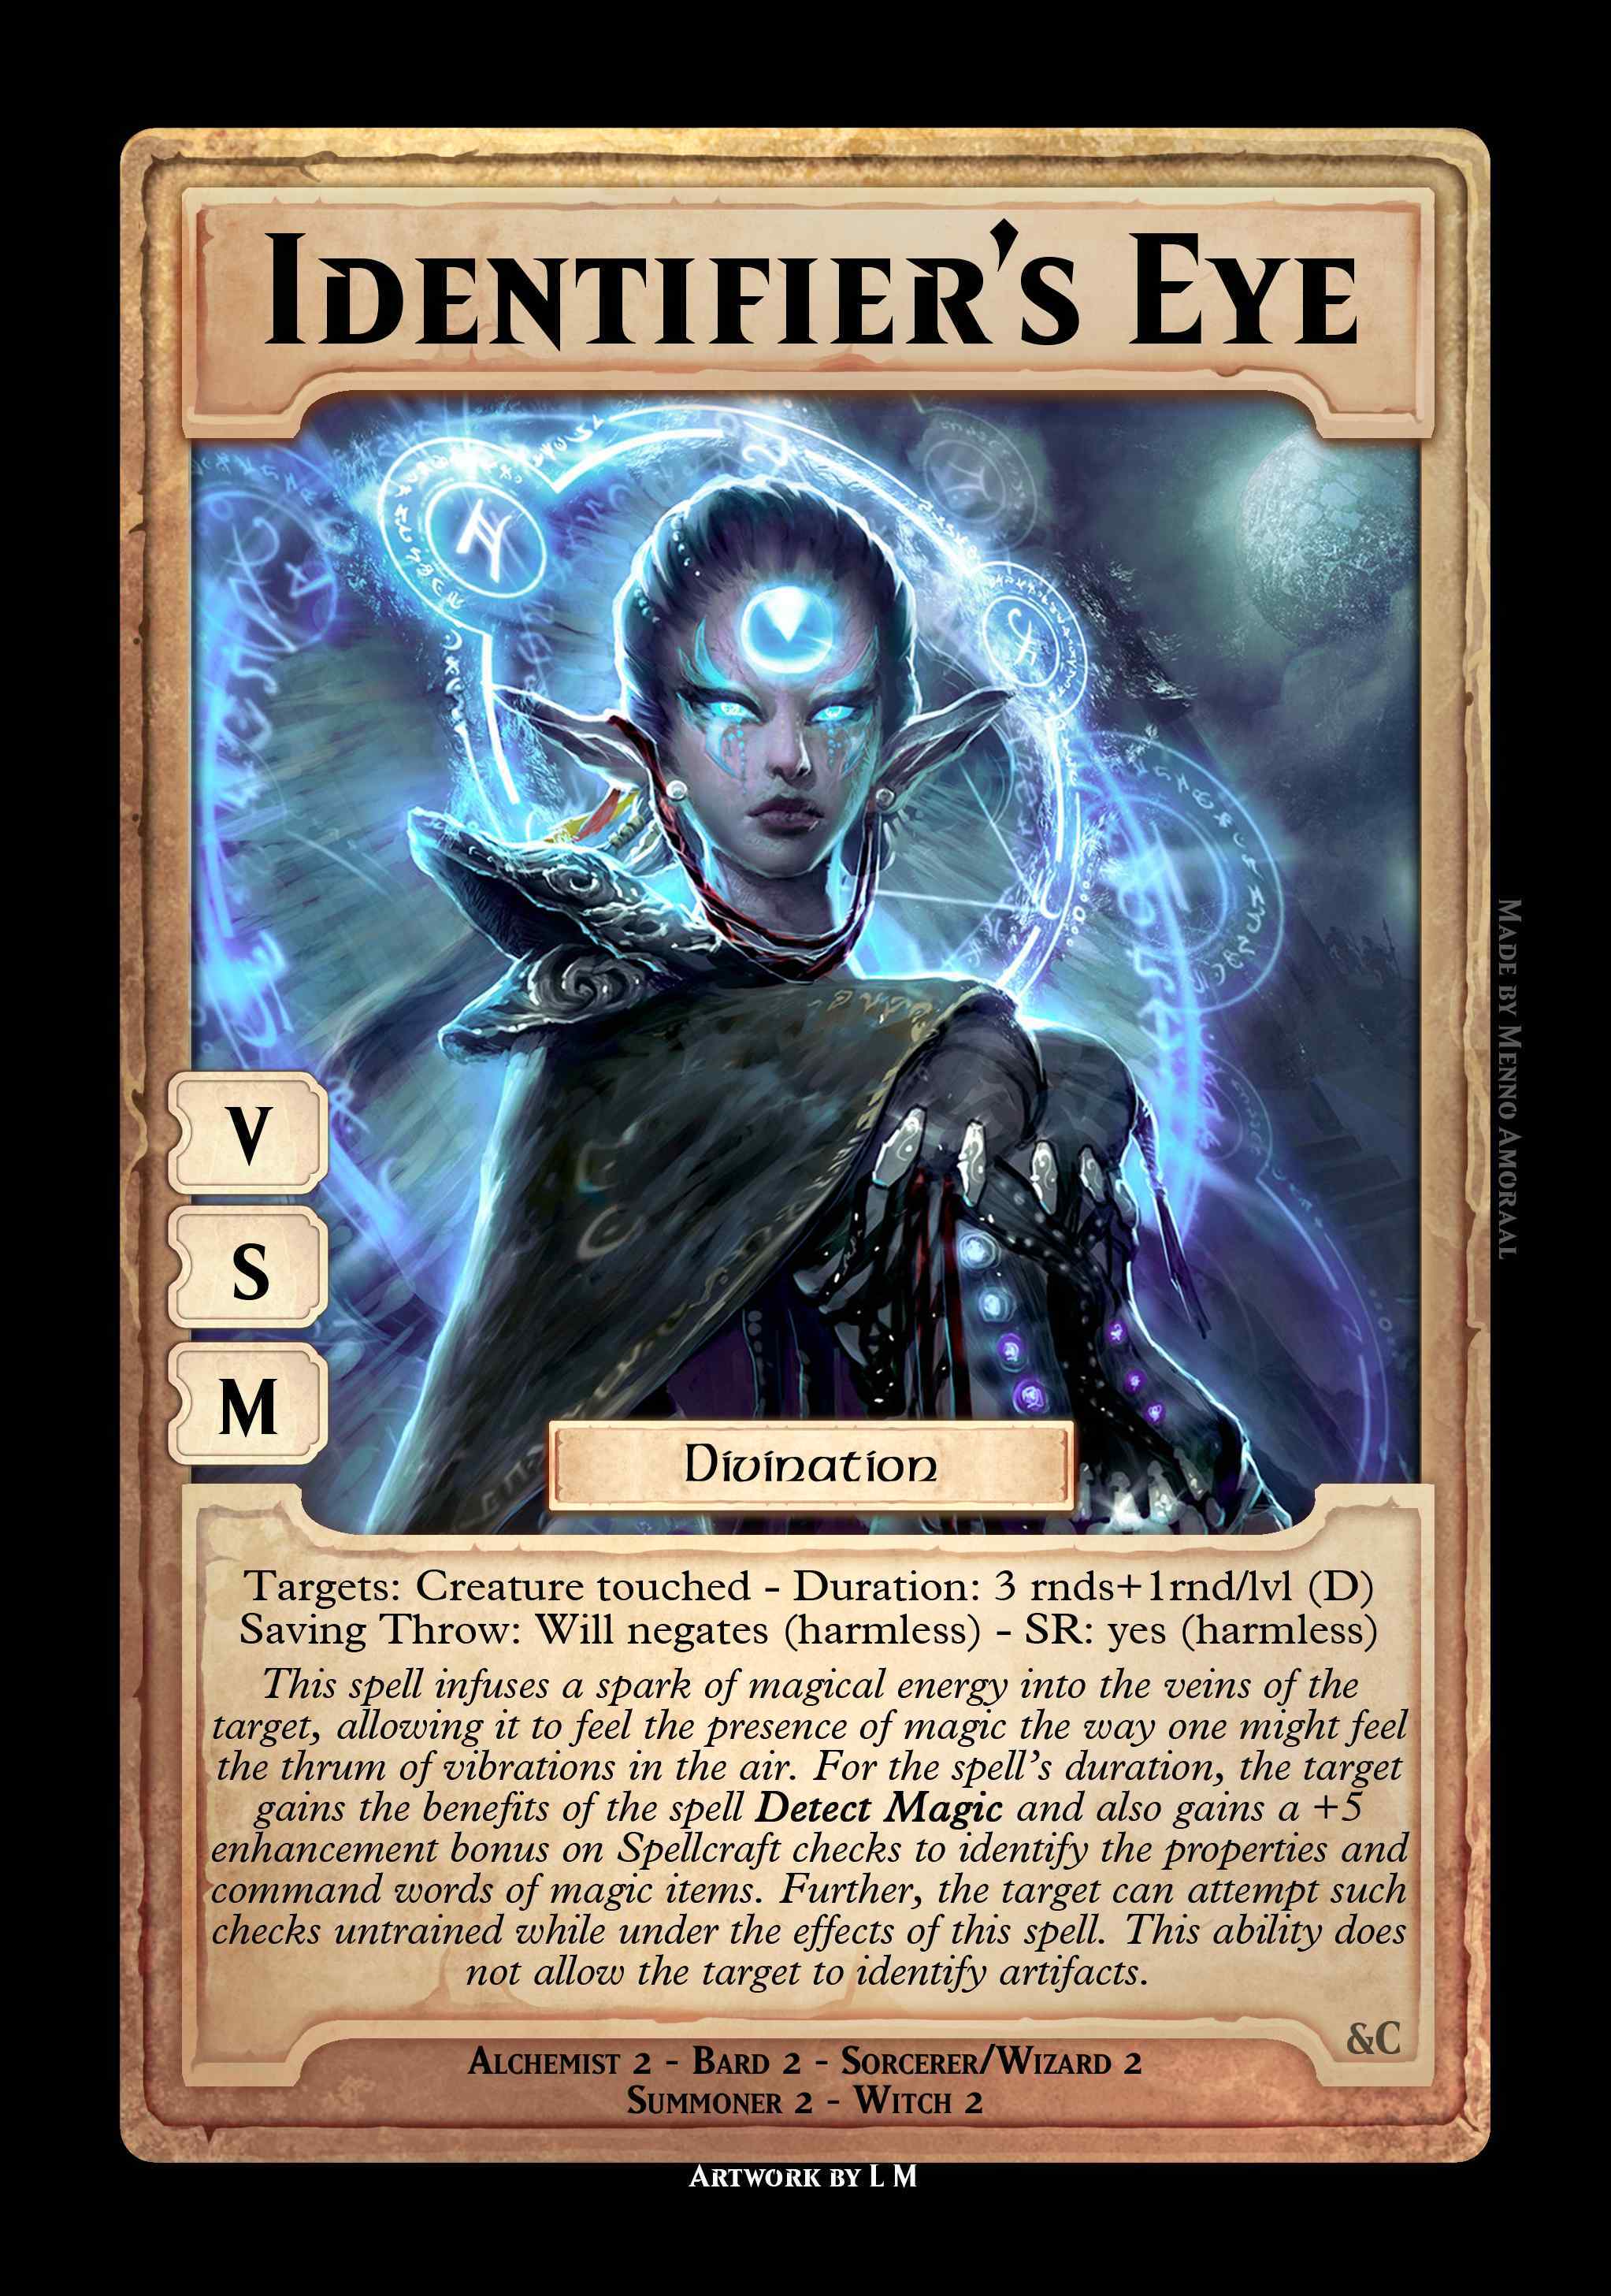 Identifier's Eye
V
S
M
Divination
Targets: Creature touched - Duration: 3 rnds+1rnd/lvl (D)
Saving Throw: Will negates (harmless) - SR: yes (harmless)
This spell infuses a spark of magical energy into the veins of the
target, allowing it to feel the presence of magic the way one might feel
the thrum of vibrations in the air. For the spell's duration, the target
gains the benefits of the spell Detect Magic and also gains a +5
enhancement bonus on Spellcraft checks to identify the properties and
command words of magic items. Further, the target can attempt such
checks untrained while under the effects of this spell. This ability does
not allow the target to identify artifacts.
&C
Alchemist 2 - Bard 2 - Sorcerer/Wizard 2
Summoner 2 - Witch 2
Artwork by L M
Made by Menno Amoraal